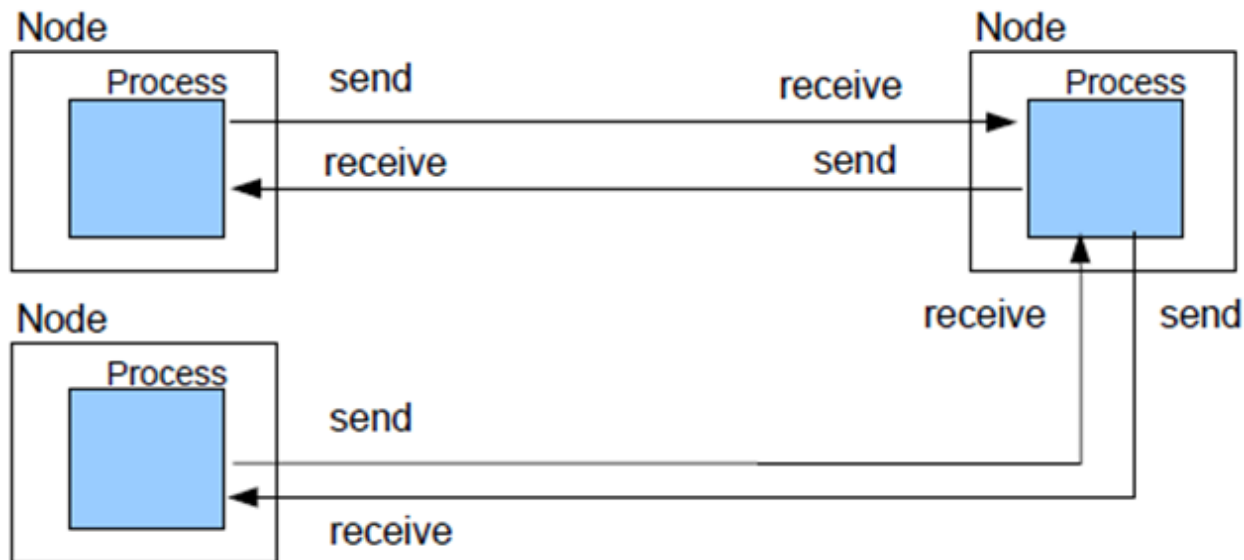 Node
Process
send
receive
receive
send
Node
Process
receive
send
Node
Process
send
receive